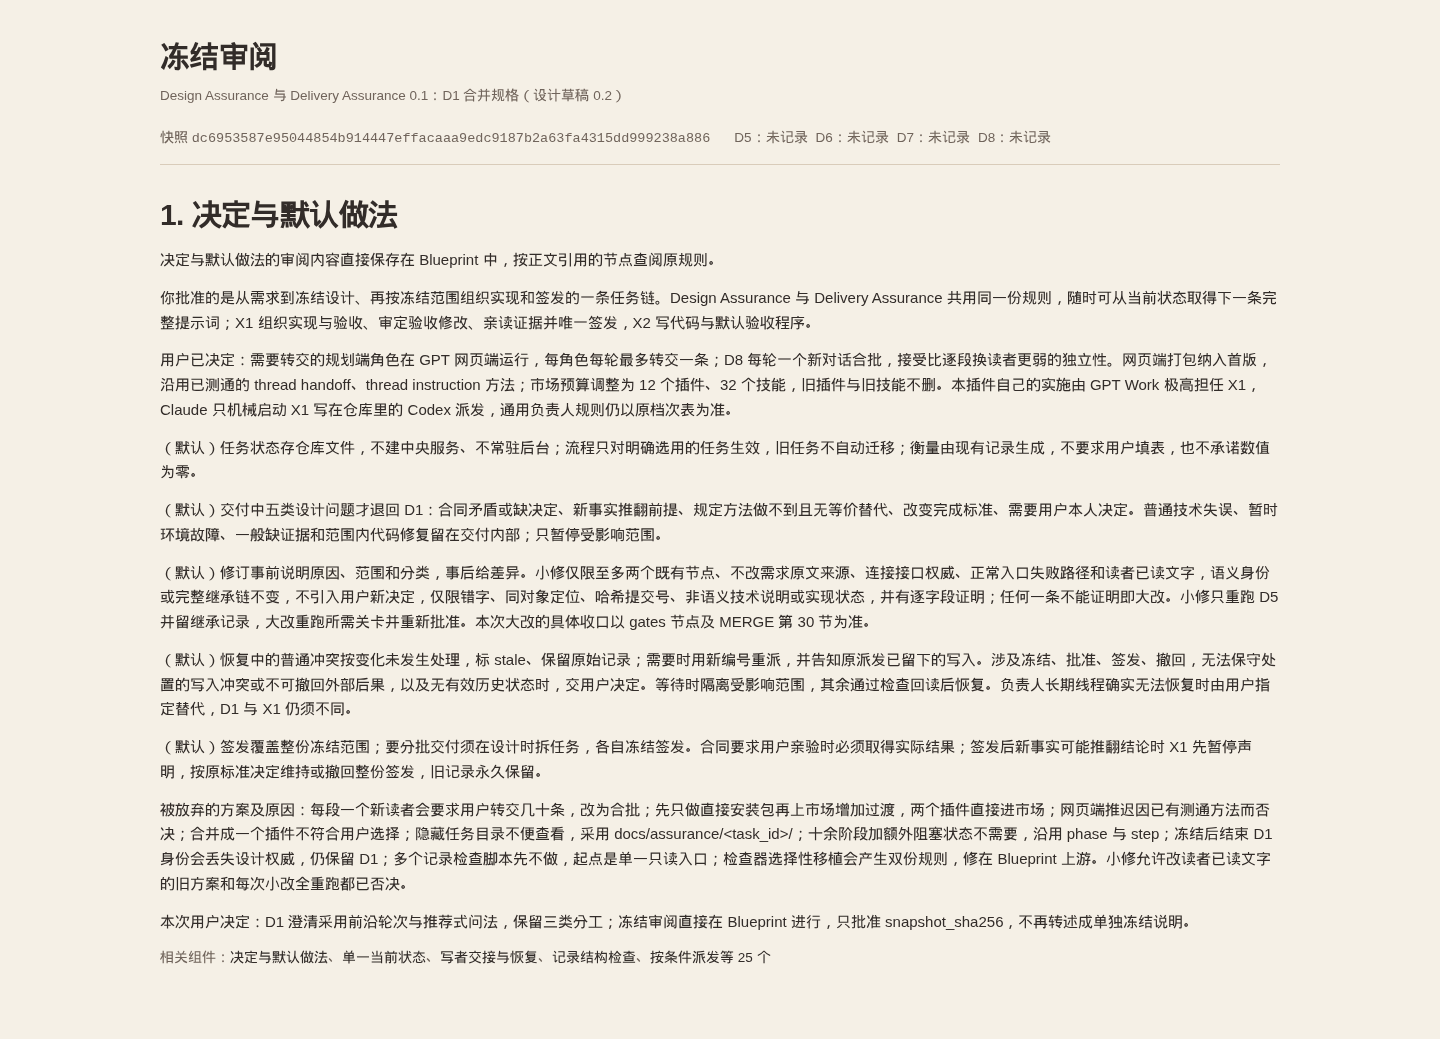 冻结审阅
Design Assurance 与 Delivery Assurance 0.1：D1 合并规格（设计草稿 0.2）
快照 dc6953587e95044854b914447effacaaa9edc9187b2a63fa4315dd999238a886 D5：未记录 D6：未记录 D7：未记录 D8：未记录
1. 决定与默认做法
决定与默认做法的审阅内容直接保存在 Blueprint 中，按正文引用的节点查阅原规则。
你批准的是从需求到冻结设计、再按冻结范围组织实现和签发的一条任务链。Design Assurance 与 Delivery Assurance 共用同一份规则，随时可从当前状态取得下一条完
整提示词；X1 组织实现与验收、审定验收修改、亲读证据并唯一签发，X2 写代码与默认验收程序。
用户已决定：需要转交的规划端角色在 GPT 网页端运行，每角色每轮最多转交一条；D8 每轮一个新对话合批，接受比逐段换读者更弱的独立性。网页端打包纳入首版，
沿用已测通的 thread handoff、thread instruction 方法；市场预算调整为 12 个插件、32 个技能，旧插件与旧技能不删。本插件自己的实施由 GPT Work 极高担任 X1，
Claude 只机械启动 X1 写在仓库里的 Codex 派发，通用负责人规则仍以原档次表为准。
（默认）任务状态存仓库文件，不建中央服务、不常驻后台；流程只对明确选用的任务生效，旧任务不自动迁移；衡量由现有记录生成，不要求用户填表，也不承诺数值
为零。
（默认）交付中五类设计问题才退回 D1：合同矛盾或缺决定、新事实推翻前提、规定方法做不到且无等价替代、改变完成标准、需要用户本人决定。普通技术失误、暂时
环境故障、一般缺证据和范围内代码修复留在交付内部；只暂停受影响范围。
（默认）修订事前说明原因、范围和分类，事后给差异。小修仅限至多两个既有节点、不改需求原文来源、连接接口权威、正常入口失败路径和读者已读文字，语义身份
或完整继承链不变，不引入用户新决定，仅限错字、同对象定位、哈希提交号、非语义技术说明或实现状态，并有逐字段证明；任何一条不能证明即大改。小修只重跑 D5
并留继承记录，大改重跑所需关卡并重新批准。本次大改的具体收口以 gates 节点及 MERGE 第 30 节为准。
（默认）恢复中的普通冲突按变化未发生处理，标 stale、保留原始记录；需要时用新编号重派，并告知原派发已留下的写入。涉及冻结、批准、签发、撤回，无法保守处
置的写入冲突或不可撤回外部后果，以及无有效历史状态时，交用户决定。等待时隔离受影响范围，其余通过检查回读后恢复。负责人长期线程确实无法恢复时由用户指
定替代，D1 与 X1 仍须不同。
（默认）签发覆盖整份冻结范围；要分批交付须在设计时拆任务，各自冻结签发。合同要求用户亲验时必须取得实际结果；签发后新事实可能推翻结论时 X1 先暂停声
明，按原标准决定维持或撤回整份签发，旧记录永久保留。
被放弃的方案及原因：每段一个新读者会要求用户转交几十条，改为合批；先只做直接安装包再上市场增加过渡，两个插件直接进市场；网页端推迟因已有测通方法而否
决；合并成一个插件不符合用户选择；隐藏任务目录不便查看，采用 docs/assurance/<task_id>/；十余阶段加额外阻塞状态不需要，沿用 phase 与 step；冻结后结束 D1
身份会丢失设计权威，仍保留 D1；多个记录检查脚本先不做，起点是单一只读入口；检查器选择性移植会产生双份规则，修在 Blueprint 上游。小修允许改读者已读文字
的旧方案和每次小改全重跑都已否决。
本次用户决定：D1 澄清采用前沿轮次与推荐式问法，保留三类分工；冻结审阅直接在 Blueprint 进行，只批准 snapshot_sha256，不再转述成单独冻结说明。
相关组件：决定与默认做法、单一当前状态、写者交接与恢复、记录结构检查、按条件派发等 25 个